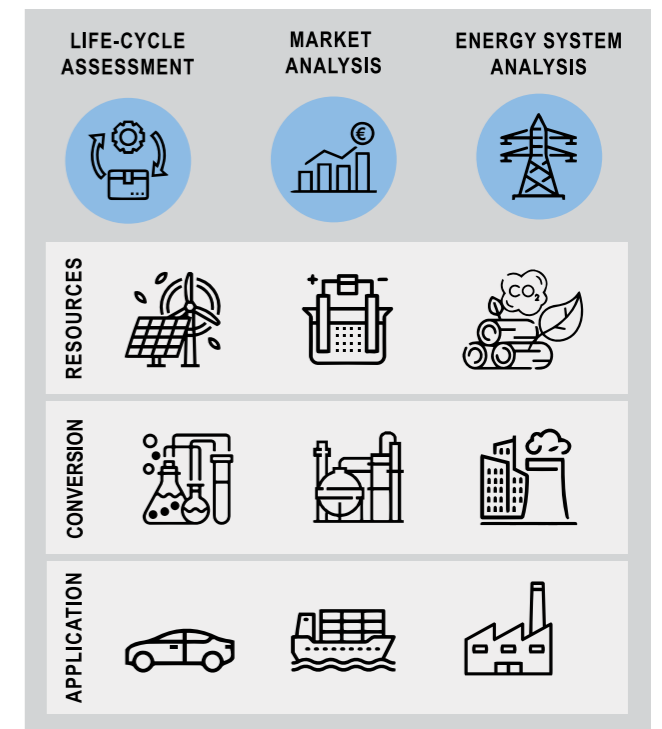 LIFE-CYCLE
ASSESSMENT
MARKET
ANALYSIS
ENERGY SYSTEM
ANALYSIS
€
RESOURCES
+ -
CO₂
CONVERSION
APPLICATION